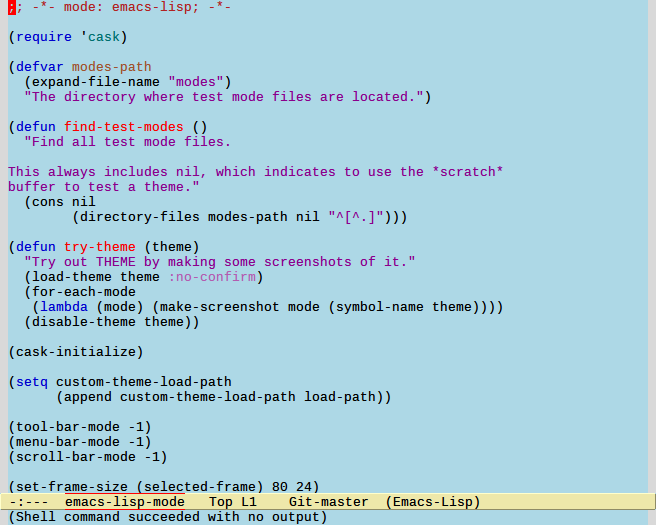 ;; -*- mode: emacs-lisp; -*-
(require 'cask)
(defvar modes-path
  (expand-file-name "modes")
  "The directory where test mode files are located.")
(defun find-test-modes ()
  "Find all test mode files.
This always includes nil, which indicates to use the *scratch*
buffer to test a theme."
  (cons nil
        (directory-files modes-path nil "^[^.]")))
(defun try-theme (theme)
  "Try out THEME by making some screenshots of it."
  (load-theme theme :no-confirm)
  (for-each-mode
   (lambda (mode) (make-screenshot mode (symbol-name theme))))
  (disable-theme theme))
(cask-initialize)
(setq custom-theme-load-path
      (append custom-theme-load-path load-path))
(tool-bar-mode -1)
(menu-bar-mode -1)
(scroll-bar-mode -1)
(set-frame-size (selected-frame) 80 24)
-:---  emacs-lisp-mode   Top L1    Git-master  (Emacs-Lisp)
(Shell command succeeded with no output)